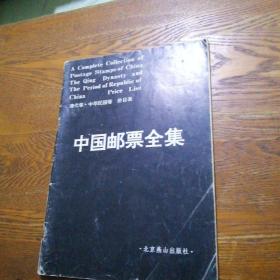 A Complete Collection of
Postage Stamps of China
The Qing Dynasty and
The Period of Republic of
China Price List
清代卷·中华民国卷 价目表
中国邮票全集
·北京燕山出版社·